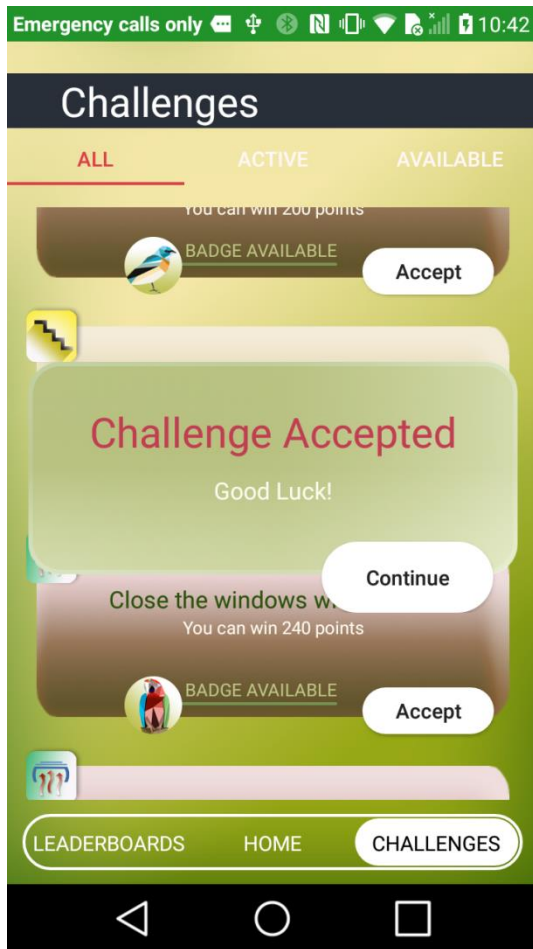 Emergency calls only 10:42
Challenges
ALL ACTIVE AVAILABLE
You can win 200 points
BADGE AVAILABLE
Accept
Challenge Accepted
Good Luck!
Continue
Close the windows w
You can win 240 points
BADGE AVAILABLE
Accept
LEADERBOARDS HOME CHALLENGES